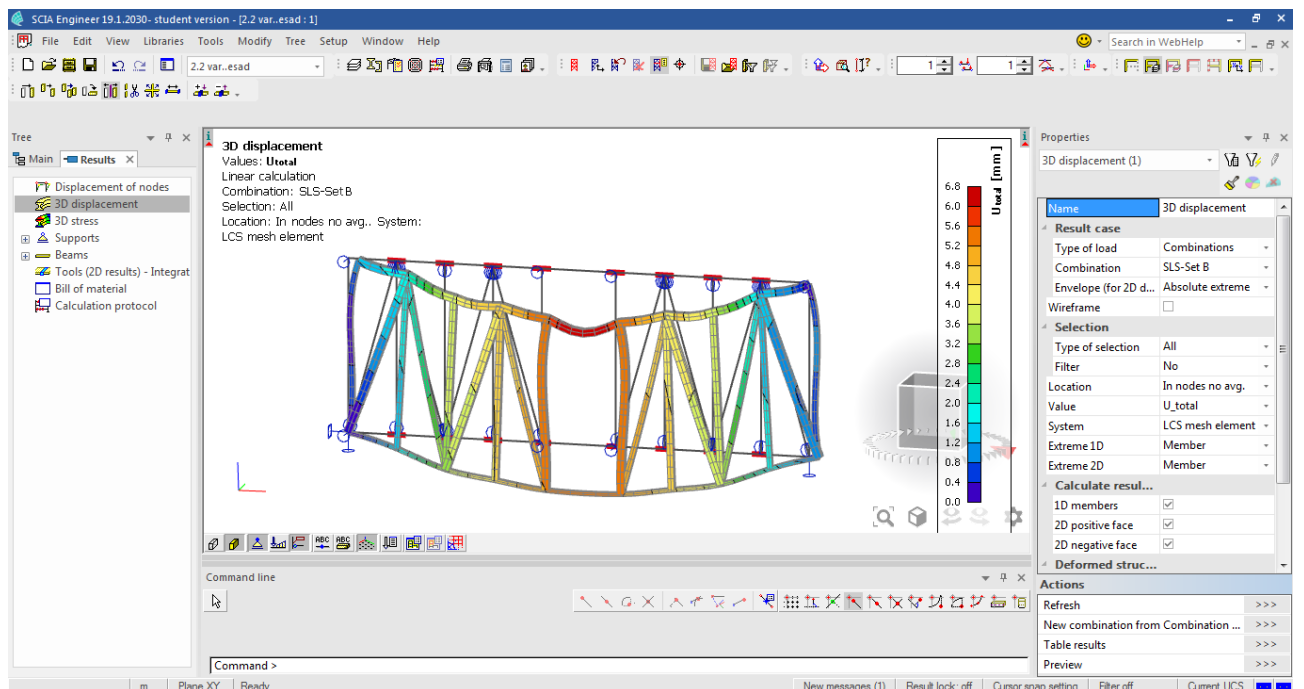 SCIA Engineer 19.1.2030- student version - [2.2 var..esad : 1]
File Edit View Libraries Tools Modify Tree Setup Window Help
Search in WebHelp
2.2 var..esad
1
1
Tree
Main
Results
Displacement of nodes
3D displacement
3D stress
Supports
Beams
Tools (2D results) - Integrat
Bill of material
Calculation protocol
3D displacement
Values: Utotal
Linear calculation
Combination: SLS-Set B
Selection: All
Location: In nodes no avg.. System:
LCS mesh element
Utotal [mm]
6.8
6.0
5.6
5.2
4.8
4.4
4.0
3.6
3.2
2.8
2.4
2.0
1.6
1.2
0.8
0.4
0.0
ABC
ABC
Command line
Command >
Properties
3D displacement (1)
Name 3D displacement
Result case
Type of load Combinations
Combination SLS-Set B
Envelope (for 2D d... Absolute extreme
Wireframe
Selection
Type of selection All
Filter No
Location In nodes no avg.
Value U_total
System LCS mesh element
Extreme 1D Member
Extreme 2D Member
Calculate resul...
1D members
2D positive face
2D negative face
Deformed struc...
Actions
Refresh >>>
New combination from Combination ... >>>
Table results >>>
Preview >>>
m Plane XY Ready New messages (1) Result lock: off Cursor snap setting Filter off Current UCS